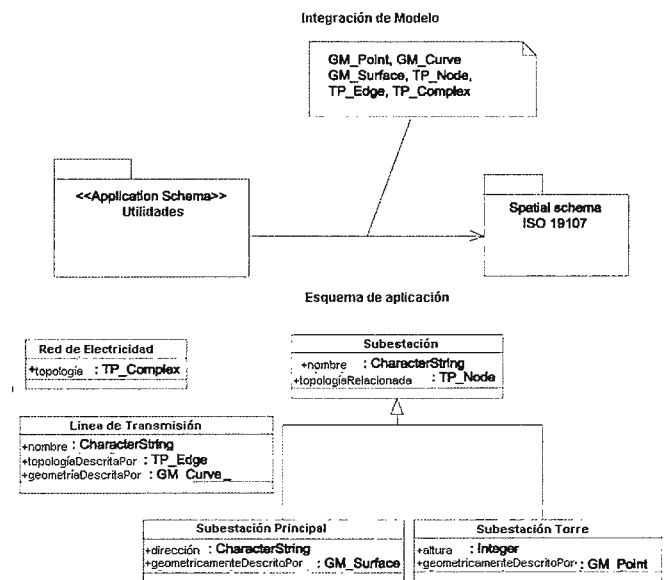 Integración de Modelo
GM_Point, GM_Curve
GM_Surface, TP_Node,
TP_Edge, TP_Complex
<<Application Schema>>
Utilidades
Spatial schema
ISO 19107
Esquema de aplicación
Red de Electricidad
+topología : TP_Complex
Subestación
+nombre : CharacterString
+topologíaRelacionada : TP_Node
Linea de Transmisión
+nombre : CharacterString
+topologíaDescritaPor : TP_Edge
+geometríaDescritaPor : GM_Curve_
Subestación Principal
+dirección : CharacterString
+geometricamenteDescritoPor : GM_Surface
Subestación Torre
+altura : Integer
+geometricamenteDescritoPor : GM_Point